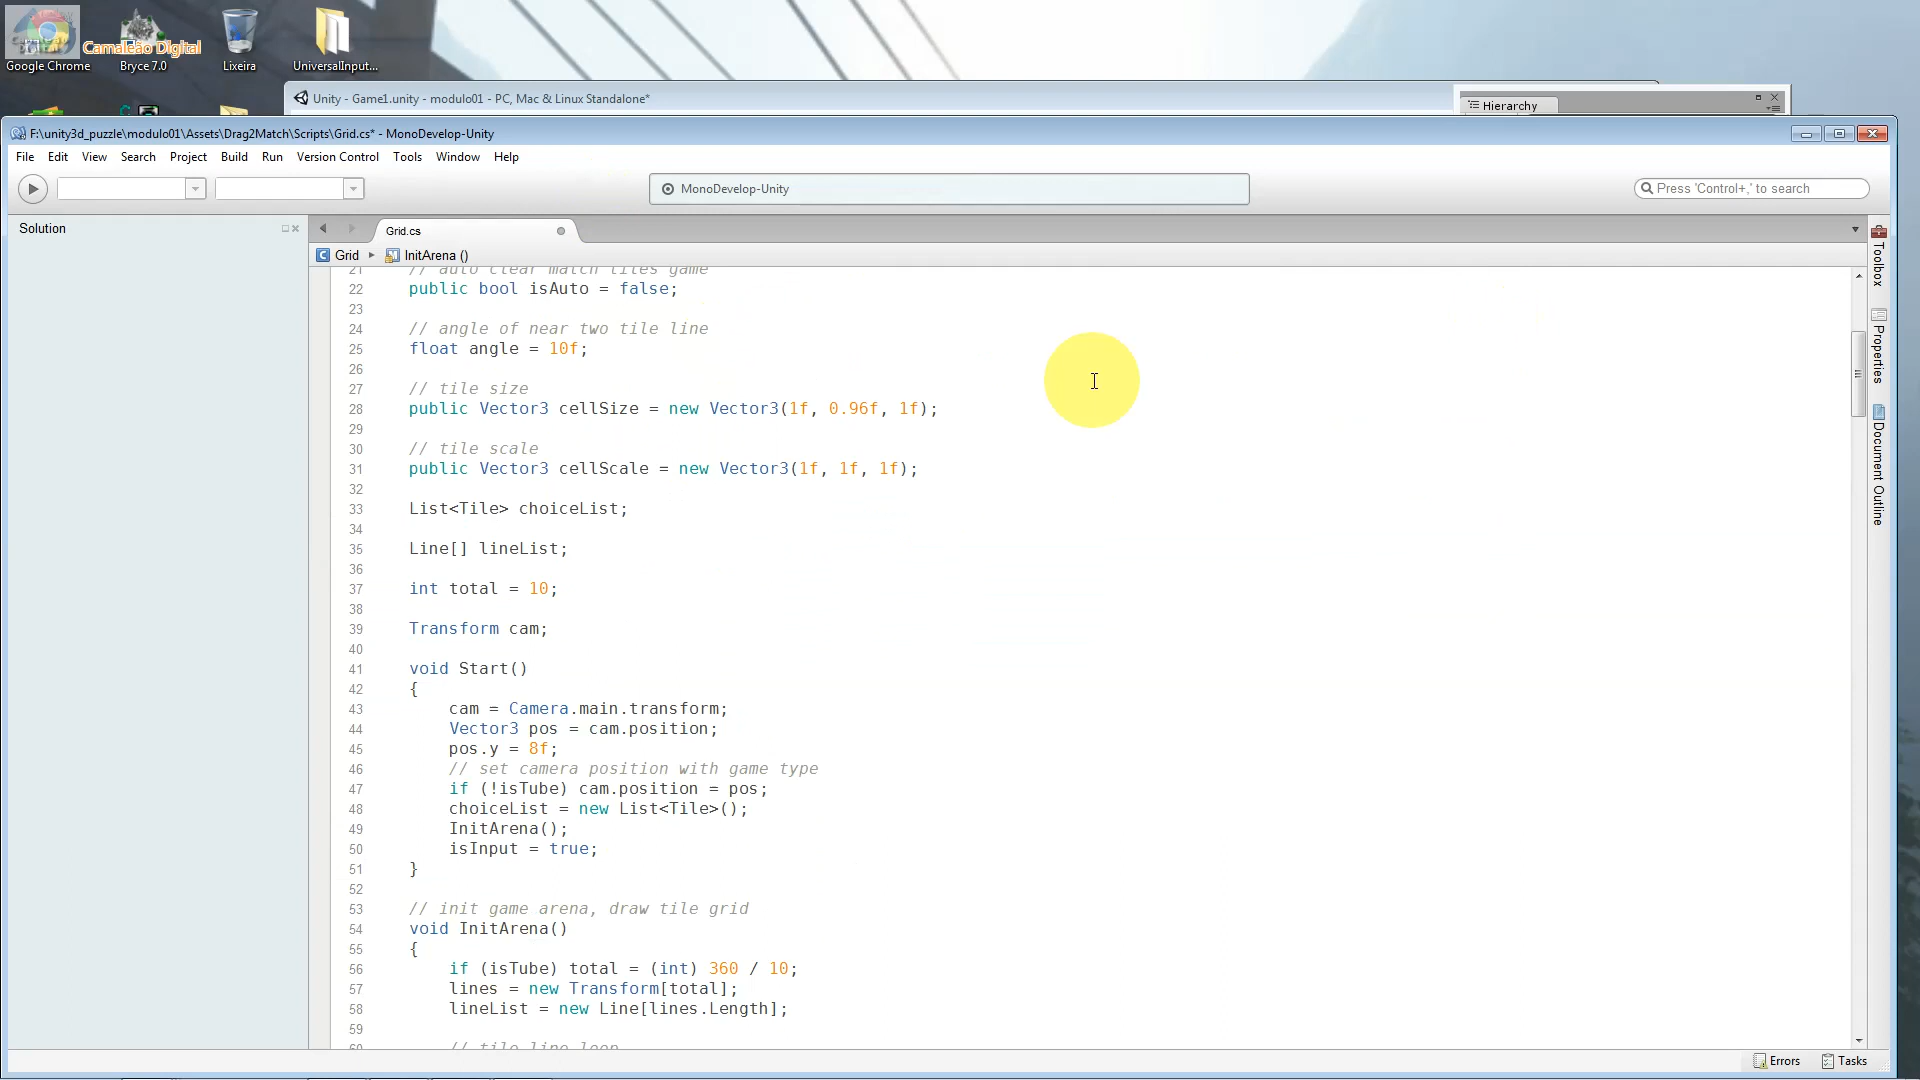 Google Chrome
Camaleão Digital
Bryce 7.0
Lixeira
UniversalInput...
Unity - Game1.unity - modulo01 - PC, Mac & Linux Standalone*
Hierarchy
F:\unity3d_puzzle\modulo01\Assets\Drag2Match\Scripts\Grid.cs* - MonoDevelop-Unity
File Edit View Search Project Build Run Version Control Tools Window Help
MonoDevelop-Unity
Press 'Control+,' to search
Solution
Grid.cs
Grid InitArena ()
21 // auto clear match tiles game
22 public bool isAuto = false;
23
24 // angle of near two tile line
25 float angle = 10f;
26
27 // tile size
28 public Vector3 cellSize = new Vector3(1f, 0.96f, 1f);
29
30 // tile scale
31 public Vector3 cellScale = new Vector3(1f, 1f, 1f);
32
33 List<Tile> choiceList;
34
35 Line[] lineList;
36
37 int total = 10;
38
39 Transform cam;
40
41 void Start()
42 {
43 cam = Camera.main.transform;
44 Vector3 pos = cam.position;
45 pos.y = 8f;
46 // set camera position with game type
47 if (!isTube) cam.position = pos;
48 choiceList = new List<Tile>();
49 InitArena();
50 isInput = true;
51 }
52
53 // init game arena, draw tile grid
54 void InitArena()
55 {
56 if (isTube) total = (int) 360 / 10;
57 lines = new Transform[total];
58 lineList = new Line[lines.Length];
59
60 // tile line loop
Toolbox
Properties
Document Outline
Errors
Tasks